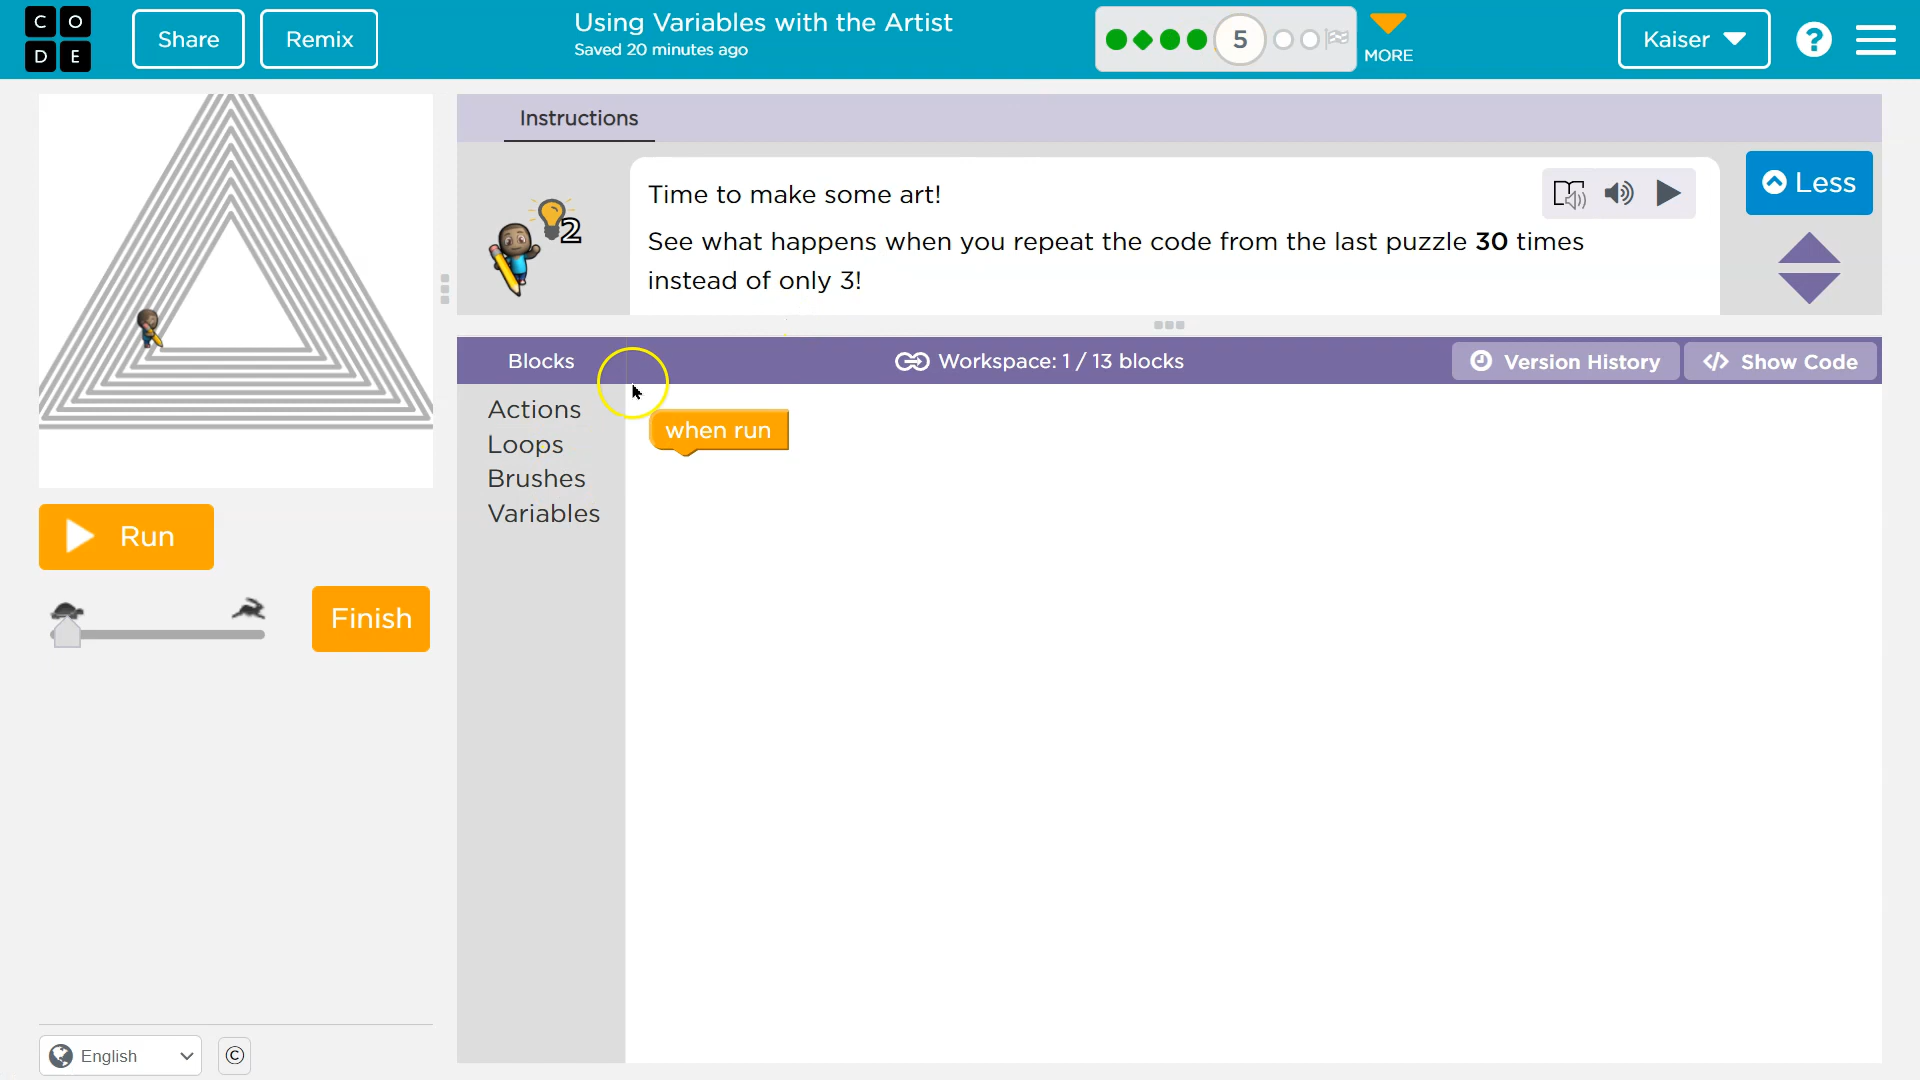 CO
DE
Share
Remix
Using Variables with the Artist
Saved 20 minutes ago
5
MORE
Kaiser
?
Instructions
2
Time to make some art!
See what happens when you repeat the code from the last puzzle 30 times
instead of only 3!
Less
Blocks
Workspace: 1 / 13 blocks
Version History
</> Show Code
Actions
Loops
Brushes
Variables
when run
Run
Finish
English
©